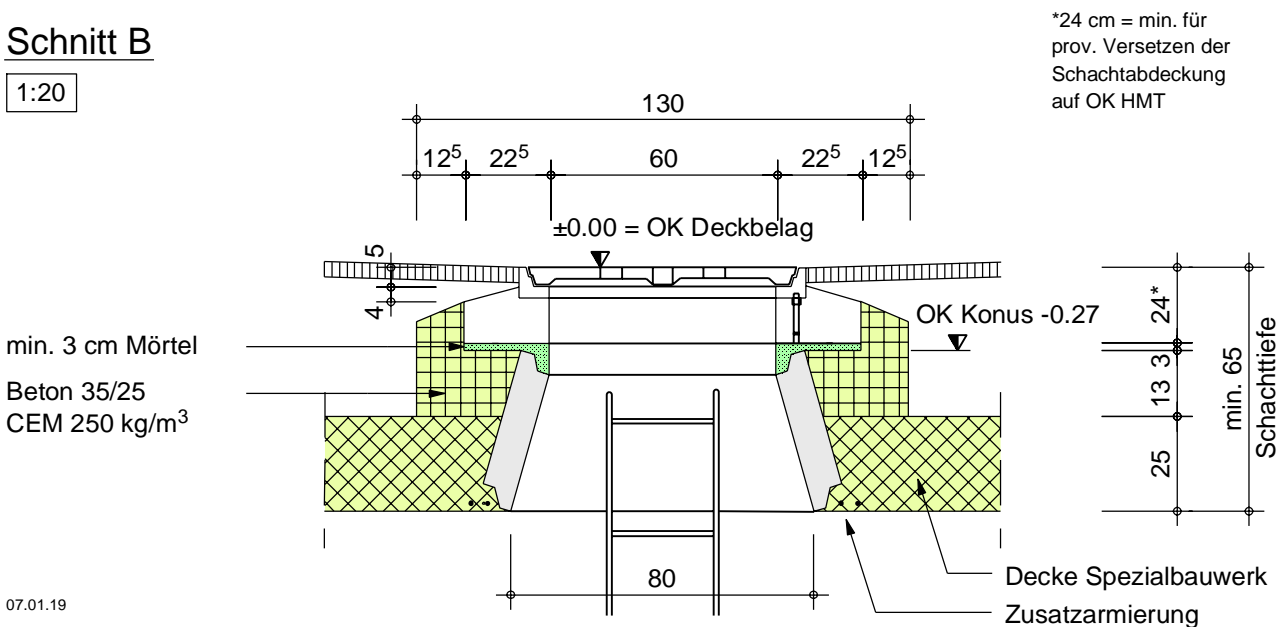 Schnitt B
1:20
*24 cm = min. für
prov. Versetzen der
Schachtabdeckung
auf OK HMT
130
12⁵ 22⁵ 60 22⁵ 12⁵
±0.00 = OK Deckbelag
5
4
OK Konus -0.27
24*
3
13
25
min. 65
Schachttiefe
min. 3 cm Mörtel
Beton 35/25
CEM 250 kg/m³
80
Decke Spezialbauwerk
Zusatzarmierung
07.01.19